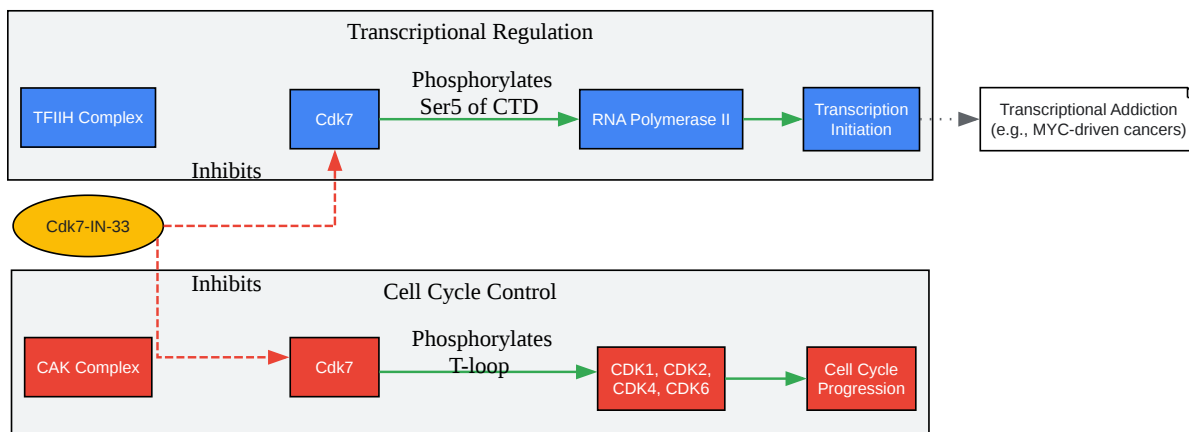 Transcriptional Regulation
TFIIH Complex
Cdk7
Phosphorylates
Ser5 of CTD
RNA Polymerase II
Transcription
Initiation
Transcriptional Addiction
(e.g., MYC-driven cancers)
Inhibits
Cdk7-IN-33
Inhibits
Cell Cycle Control
CAK Complex
Cdk7
Phosphorylates
T-loop
CDK1, CDK2,
CDK4, CDK6
Cell Cycle
Progression